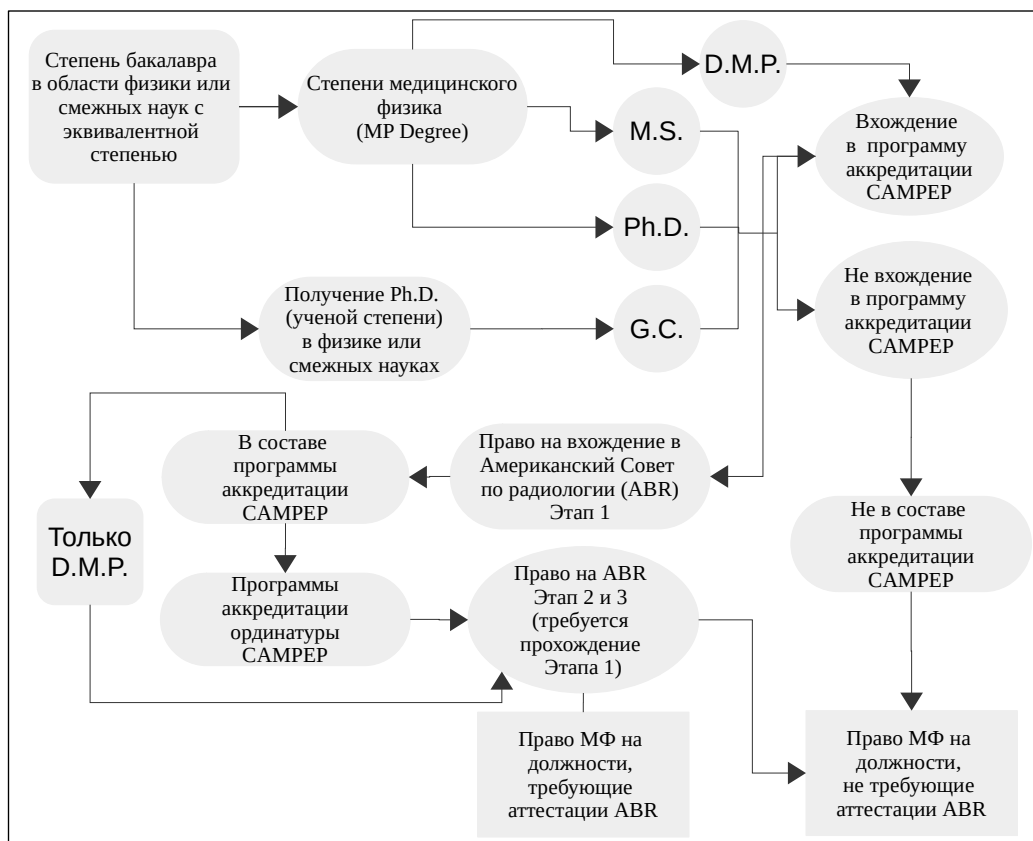 Степень бакалавра
в области физики или
смежных наук с
эквивалентной
степенью
Степени медицинского
физика
(MP Degree)
D.M.P.
M.S.
Ph.D.
G.C.
Вхождение
в программу
аккредитации
CAMPEP
Не вхождение
в программу
аккредитации
CAMPEP
Получение Ph.D.
(ученой степени)
в физике или
смежных науках
В составе
программы
аккредитации
CAMPEP
Право на вхождение в
Американский Совет
по радиологии (ABR)
Этап 1
Не в составе
программы
аккредитации
CAMPEP
Только
D.M.P.
Программы
аккредитации
ординатуры
CAMPEP
Право на ABR
Этап 2 и 3
(требуется
прохождение
Этапа 1)
Право МФ на
должности,
требующие
аттестации ABR
Право МФ на
должности,
не требующие
аттестации ABR